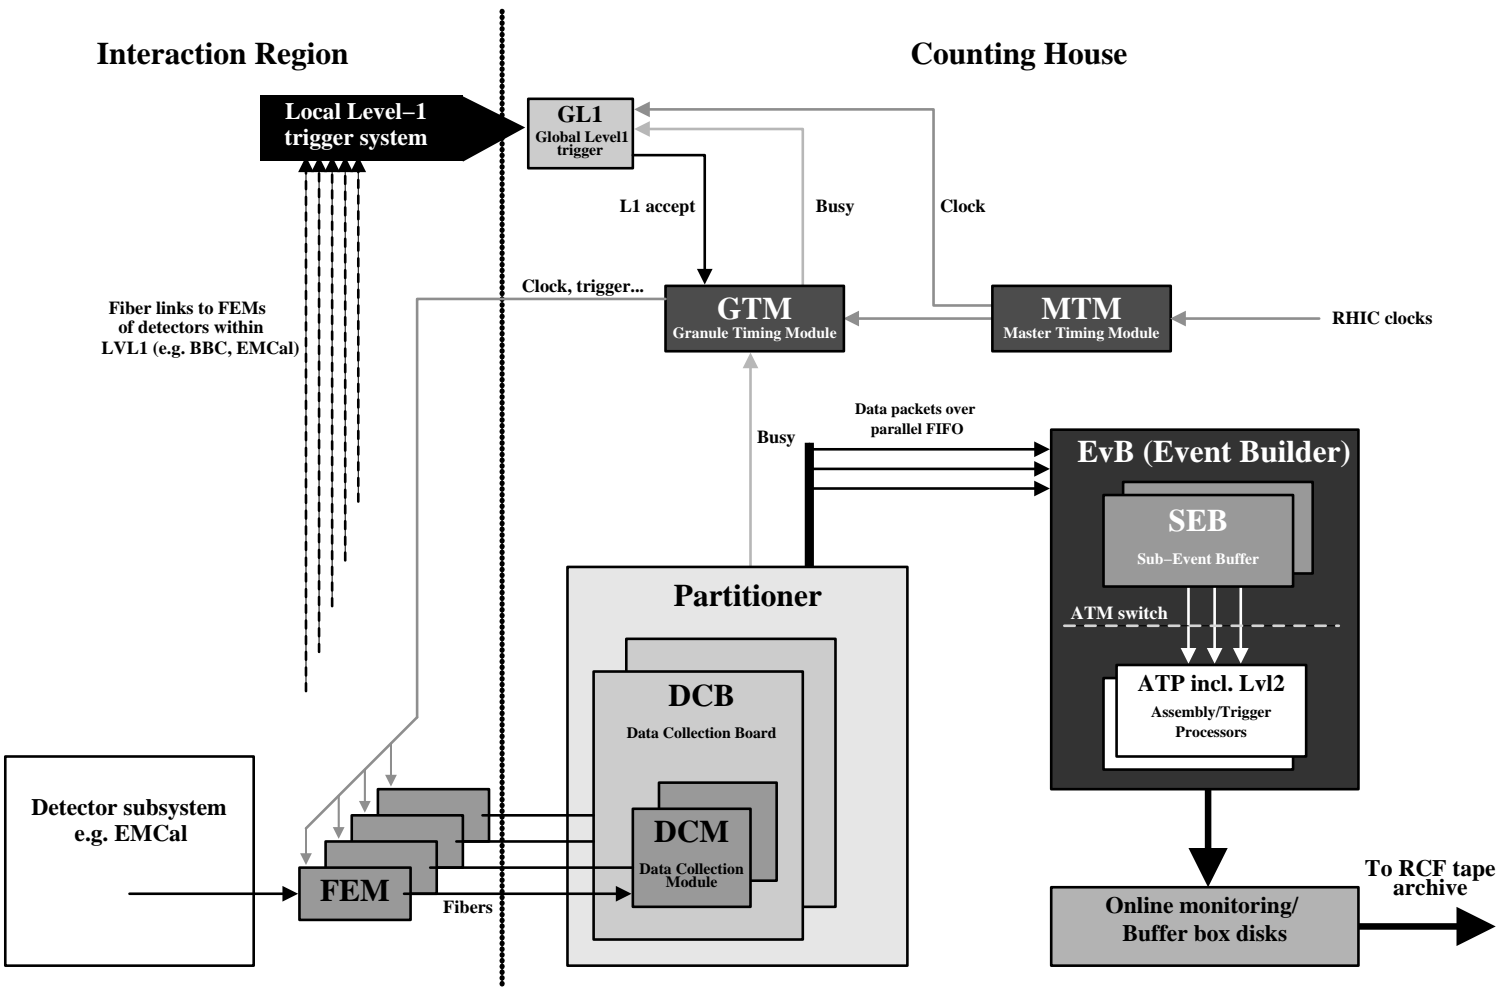 Interaction Region
Counting House
Local Level−1
trigger system
GL1
Global Level1
trigger
L1 accept
Busy
Clock
Clock, trigger...
GTM
Granule Timing Module
MTM
Master Timing Module
RHIC clocks
Fiber links to FEMs
of detectors within
LVL1 (e.g. BBC, EMCal)
Busy
Data packets over
parallel FIFO
EvB (Event Builder)
SEB
Sub−Event Buffer
ATM switch
ATP incl. Lvl2
Assembly/Trigger
Processors
Partitioner
DCB
Data Collection Board
DCM
Data Collection
Module
Detector subsystem
e.g. EMCal
FEM
Fibers
Online monitoring/
Buffer box disks
To RCF tape
archive